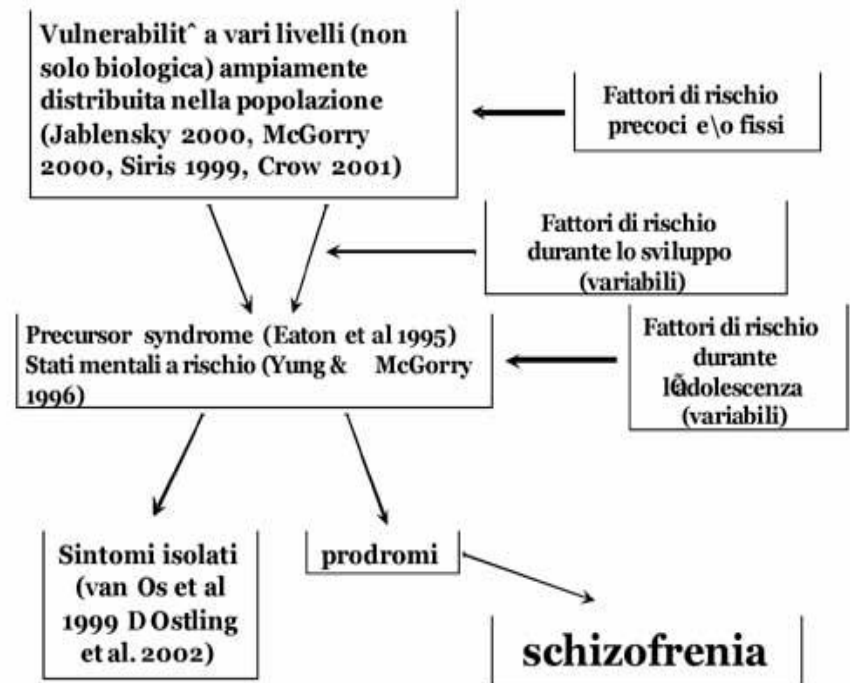 Vulnerabilit^ a vari livelli (non
solo biologica) ampiamente
distribuita nella popolazione
(Jablensky 2000, McGorry
2000, Siris 1999, Crow 2001)
Fattori di rischio
precoci e\o fissi
Fattori di rischio
durante lo sviluppo
(variabili)
Precursor syndrome (Eaton et al 1995)
Stati mentali a rischio (Yung & McGorry
1996)
Fattori di rischio
durante
lÕadolescenza
(variabili)
Sintomi isolati
(van Os et al
1999 D Ostling
et al. 2002)
prodromi
schizofrenia